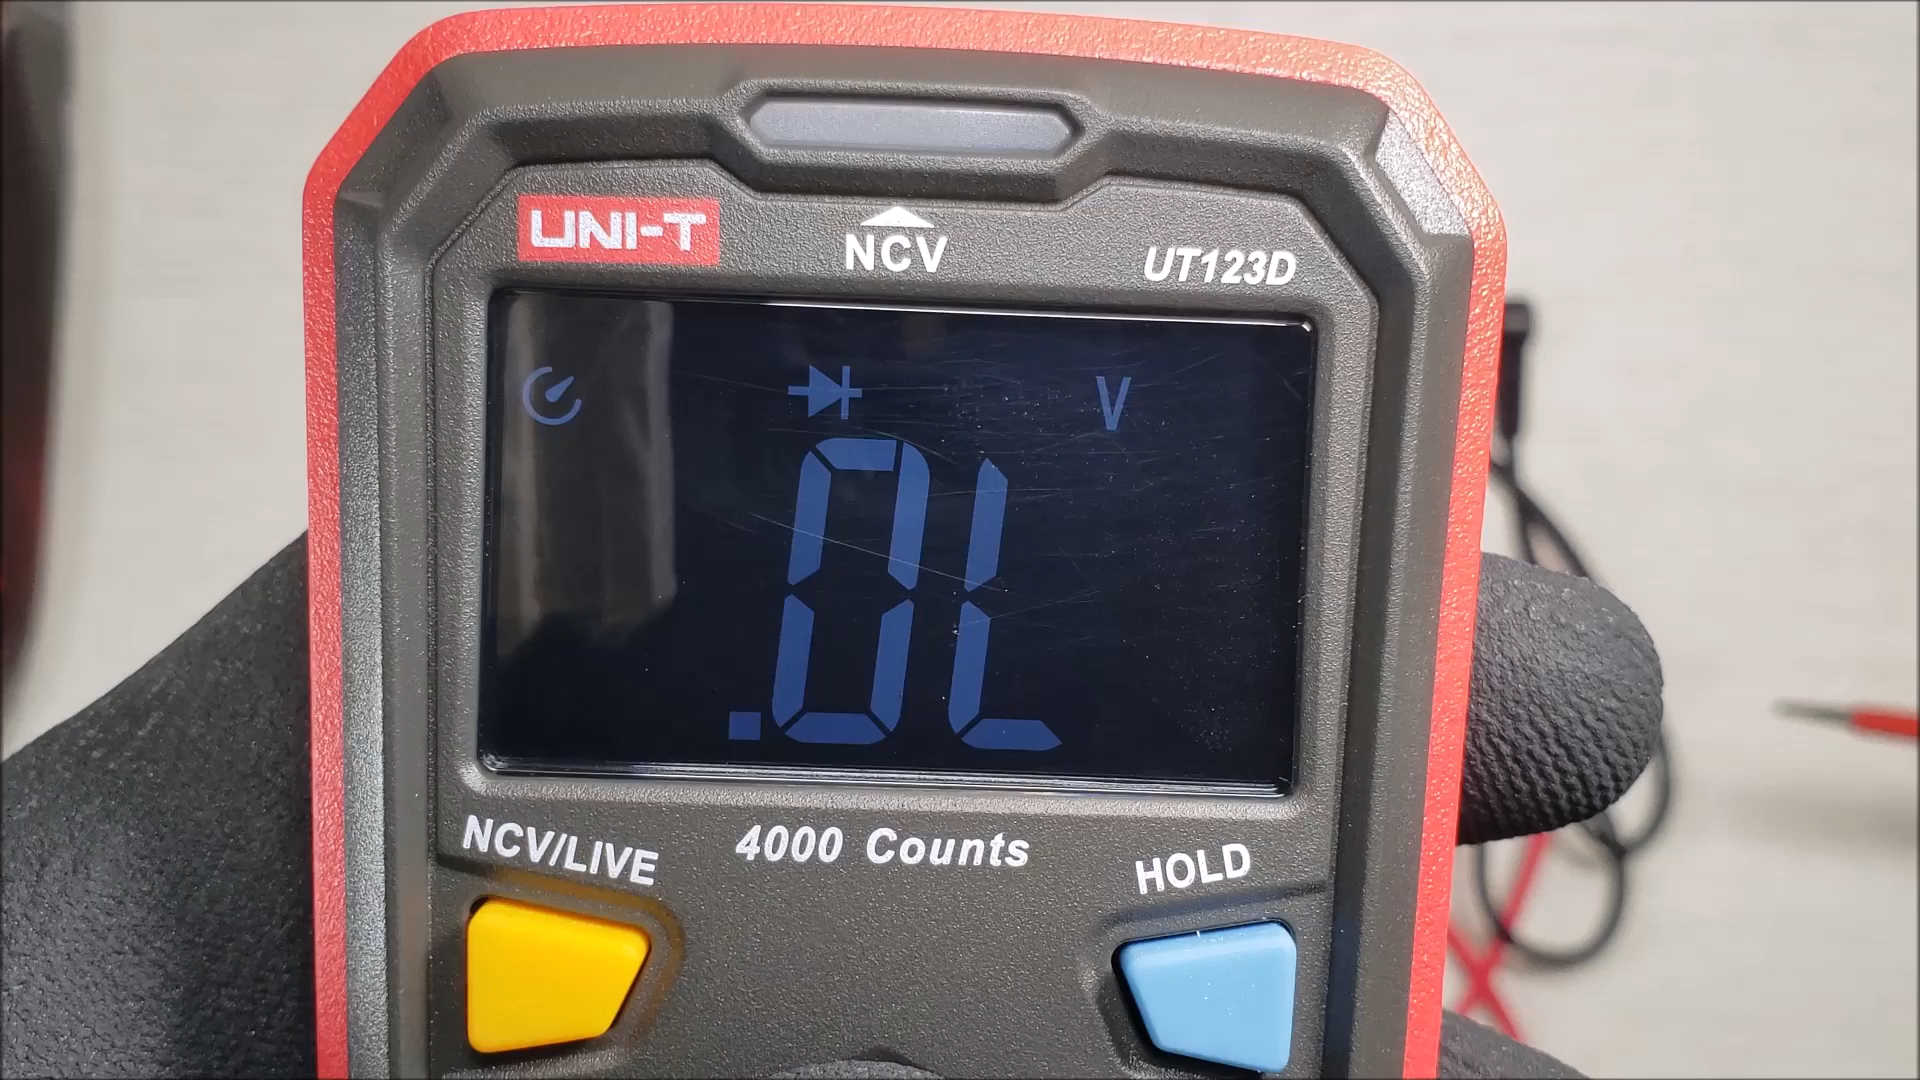 UNI-T
NCV
UT123D
V
.0L
NCV/LIVE
4000 Counts
HOLD